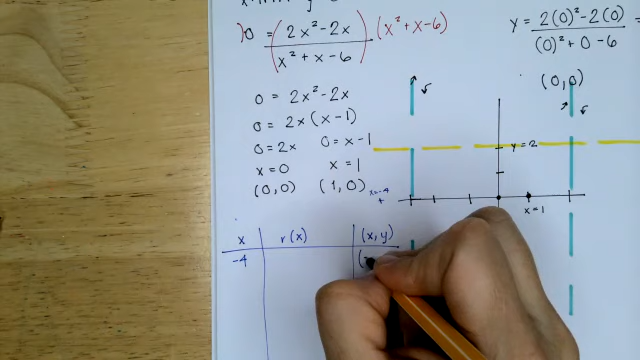 )0 = (2x² - 2x / x² + x - 6) (x² + x - 6)
y = 2(0)² - 2(0) / (0)² + 0 - 6 =
(0, 0)
0 = 2x² - 2x
0 = 2x(x - 1)
0 = 2x 0 = x - 1
x = 0 x = 1
(0, 0) (1, 0)
y = 2
x = -4
x = 1
x r(x) (x, y)
-4 (